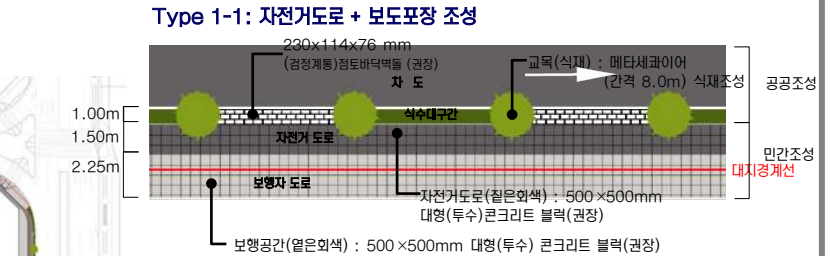 Type 1-1: 자전거도로 + 보도포장 조성
230x114x76 mm
(검정계통)점토바닥벽돌 (권장)
차 도
교목(식재) : 메타세콰이어
(간격 8.0m) 식재조성
공공조성
1.00m
식수대구간
1.50m
자전거 도로
민간조성
2.25m
대지경계선
보행자 도로
자전거도로(짙은회색) : 500×500mm
대형(투수)콘크리트 블럭(권장)
보행공간(옅은회색) : 500×500mm 대형(투수) 콘크리트 블럭(권장)